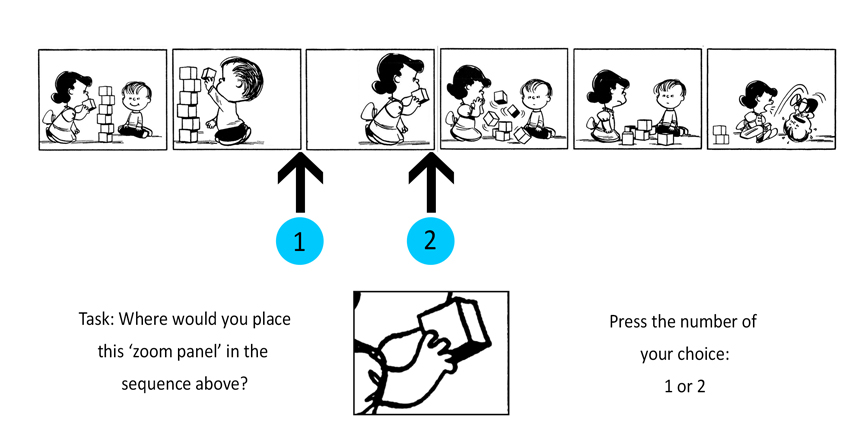 1
2
Task: Where would you place
this ‘zoom panel’ in the
sequence above?
Press the number of
your choice:
1 or 2